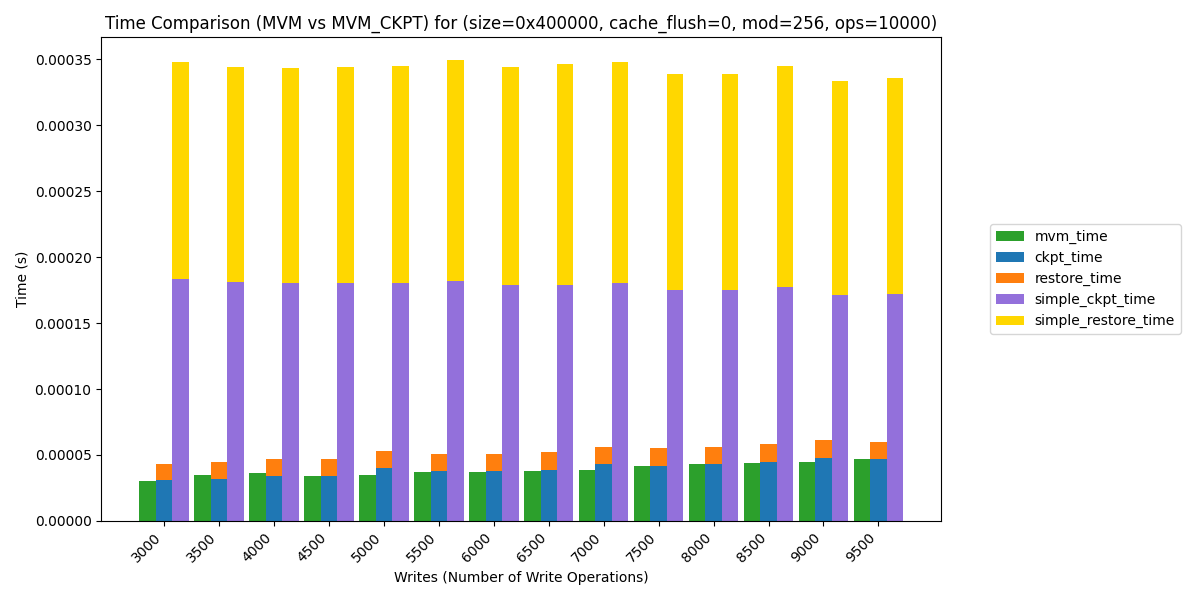 Time Comparison (MVM vs MVM_CKPT) for (size=0x400000, cache_flush=0, mod=256, ops=10000)
0.00035
0.00030
0.00025
0.00020
0.00015
0.00010
0.00005
0.00000
Time (s)
3000
3500
4000
4500
5000
5500
6000
6500
7000
7500
8000
8500
9000
9500
Writes (Number of Write Operations)
mvm_time
ckpt_time
restore_time
simple_ckpt_time
simple_restore_time